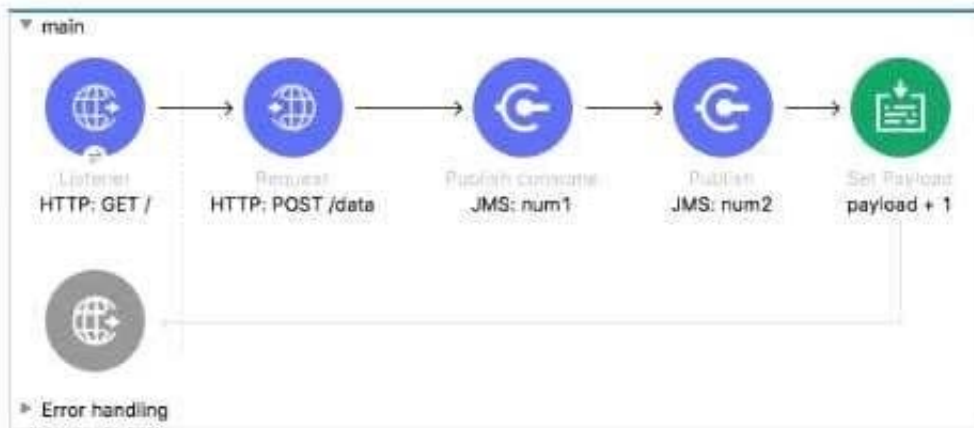 main
Listener
HTTP: GET /
Request
HTTP: POST /data
Publish consume
JMS: num1
Publish
JMS: num2
Set Payload
payload + 1
Error handling